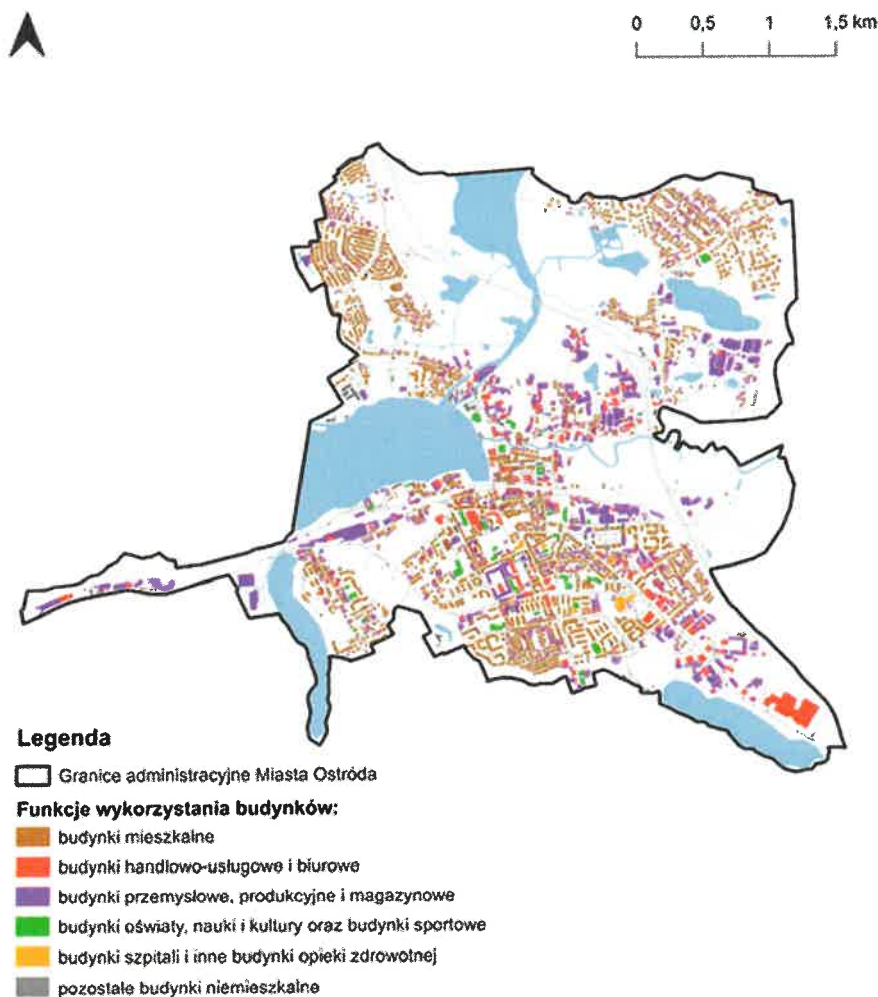 0 0,5 1 1,5 km
Legenda
Granice administracyjne Miasta Ostróda
Funkcje wykorzystania budynków:
budynki mieszkalne
budynki handlowo-usługowe i biurowe
budynki przemysłowe, produkcyjne i magazynowe
budynki oświaty, nauki i kultury oraz budynki sportowe
budynki szpitali i inne budynki opieki zdrowotnej
pozostałe budynki niemieszkalne